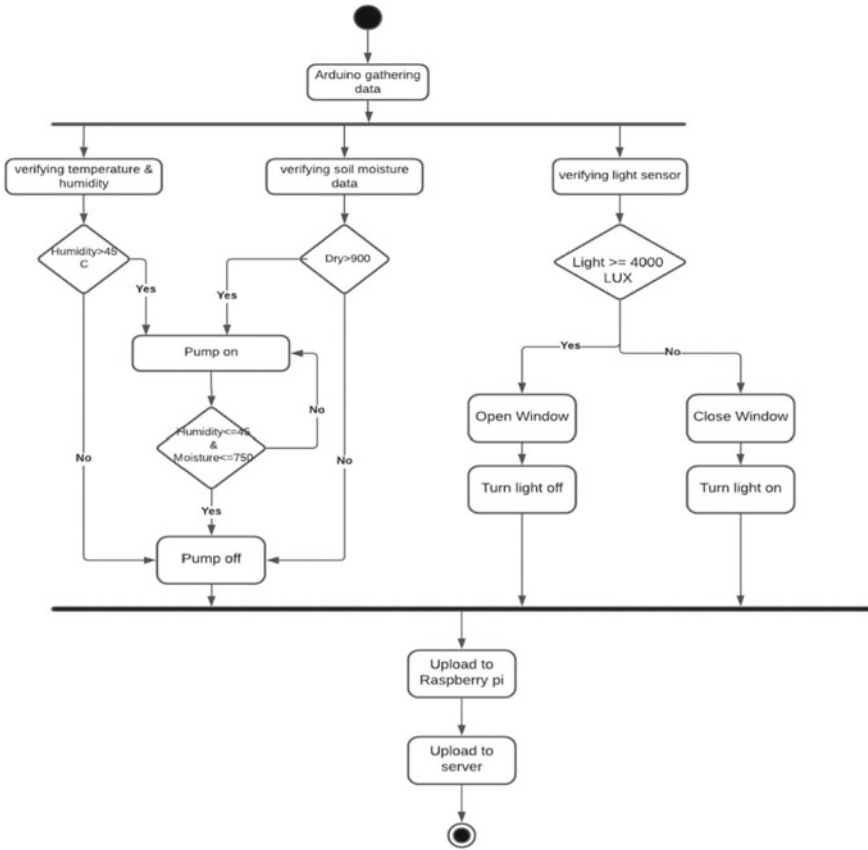 Arduino gathering
data
verifying temperature &
humidity
verifying soil moisture
data
verifying light sensor
Humidity>45
C
Dry>900
Light >= 4000
LUX
Yes
Yes
Pump on
Yes
No
No
Open Window
Close Window
Humidity<=45
&
Moisture<=750
No
No
Turn light off
Turn light on
Yes
Pump off
Upload to
Raspberry pi
Upload to
server